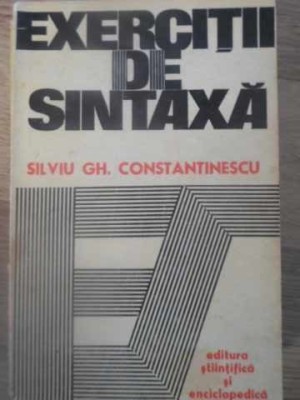 EXERCIȚII
DE
SINTAXĂ
SILVIU GH. CONSTANTINESCU
editura
științifică
și
enciclopedică